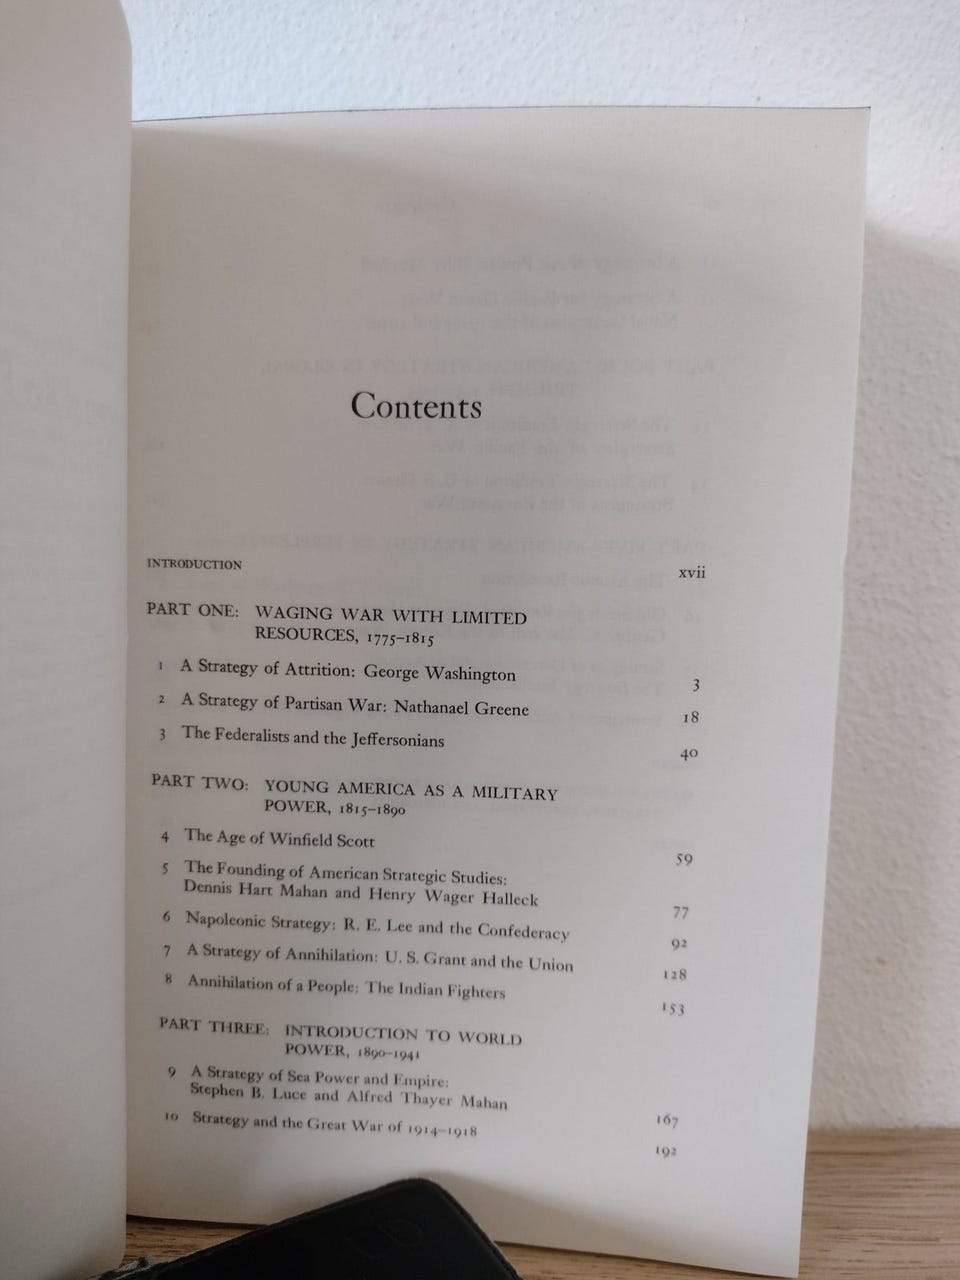 Contents
INTRODUCTION xvii
PART ONE: WAGING WAR WITH LIMITED
RESOURCES, 1775–1815
1 A Strategy of Attrition: George Washington 3
2 A Strategy of Partisan War: Nathanael Greene 18
3 The Federalists and the Jeffersonians 40
PART TWO: YOUNG AMERICA AS A MILITARY
POWER, 1815–1890
4 The Age of Winfield Scott 59
5 The Founding of American Strategic Studies:
Dennis Hart Mahan and Henry Wager Halleck 77
6 Napoleonic Strategy: R. E. Lee and the Confederacy 92
7 A Strategy of Annihilation: U. S. Grant and the Union 128
8 Annihilation of a People: The Indian Fighters 153
PART THREE: INTRODUCTION TO WORLD
POWER, 1890–1941
9 A Strategy of Sea Power and Empire:
Stephen B. Luce and Alfred Thayer Mahan 167
10 Strategy and the Great War of 1914–1918 192